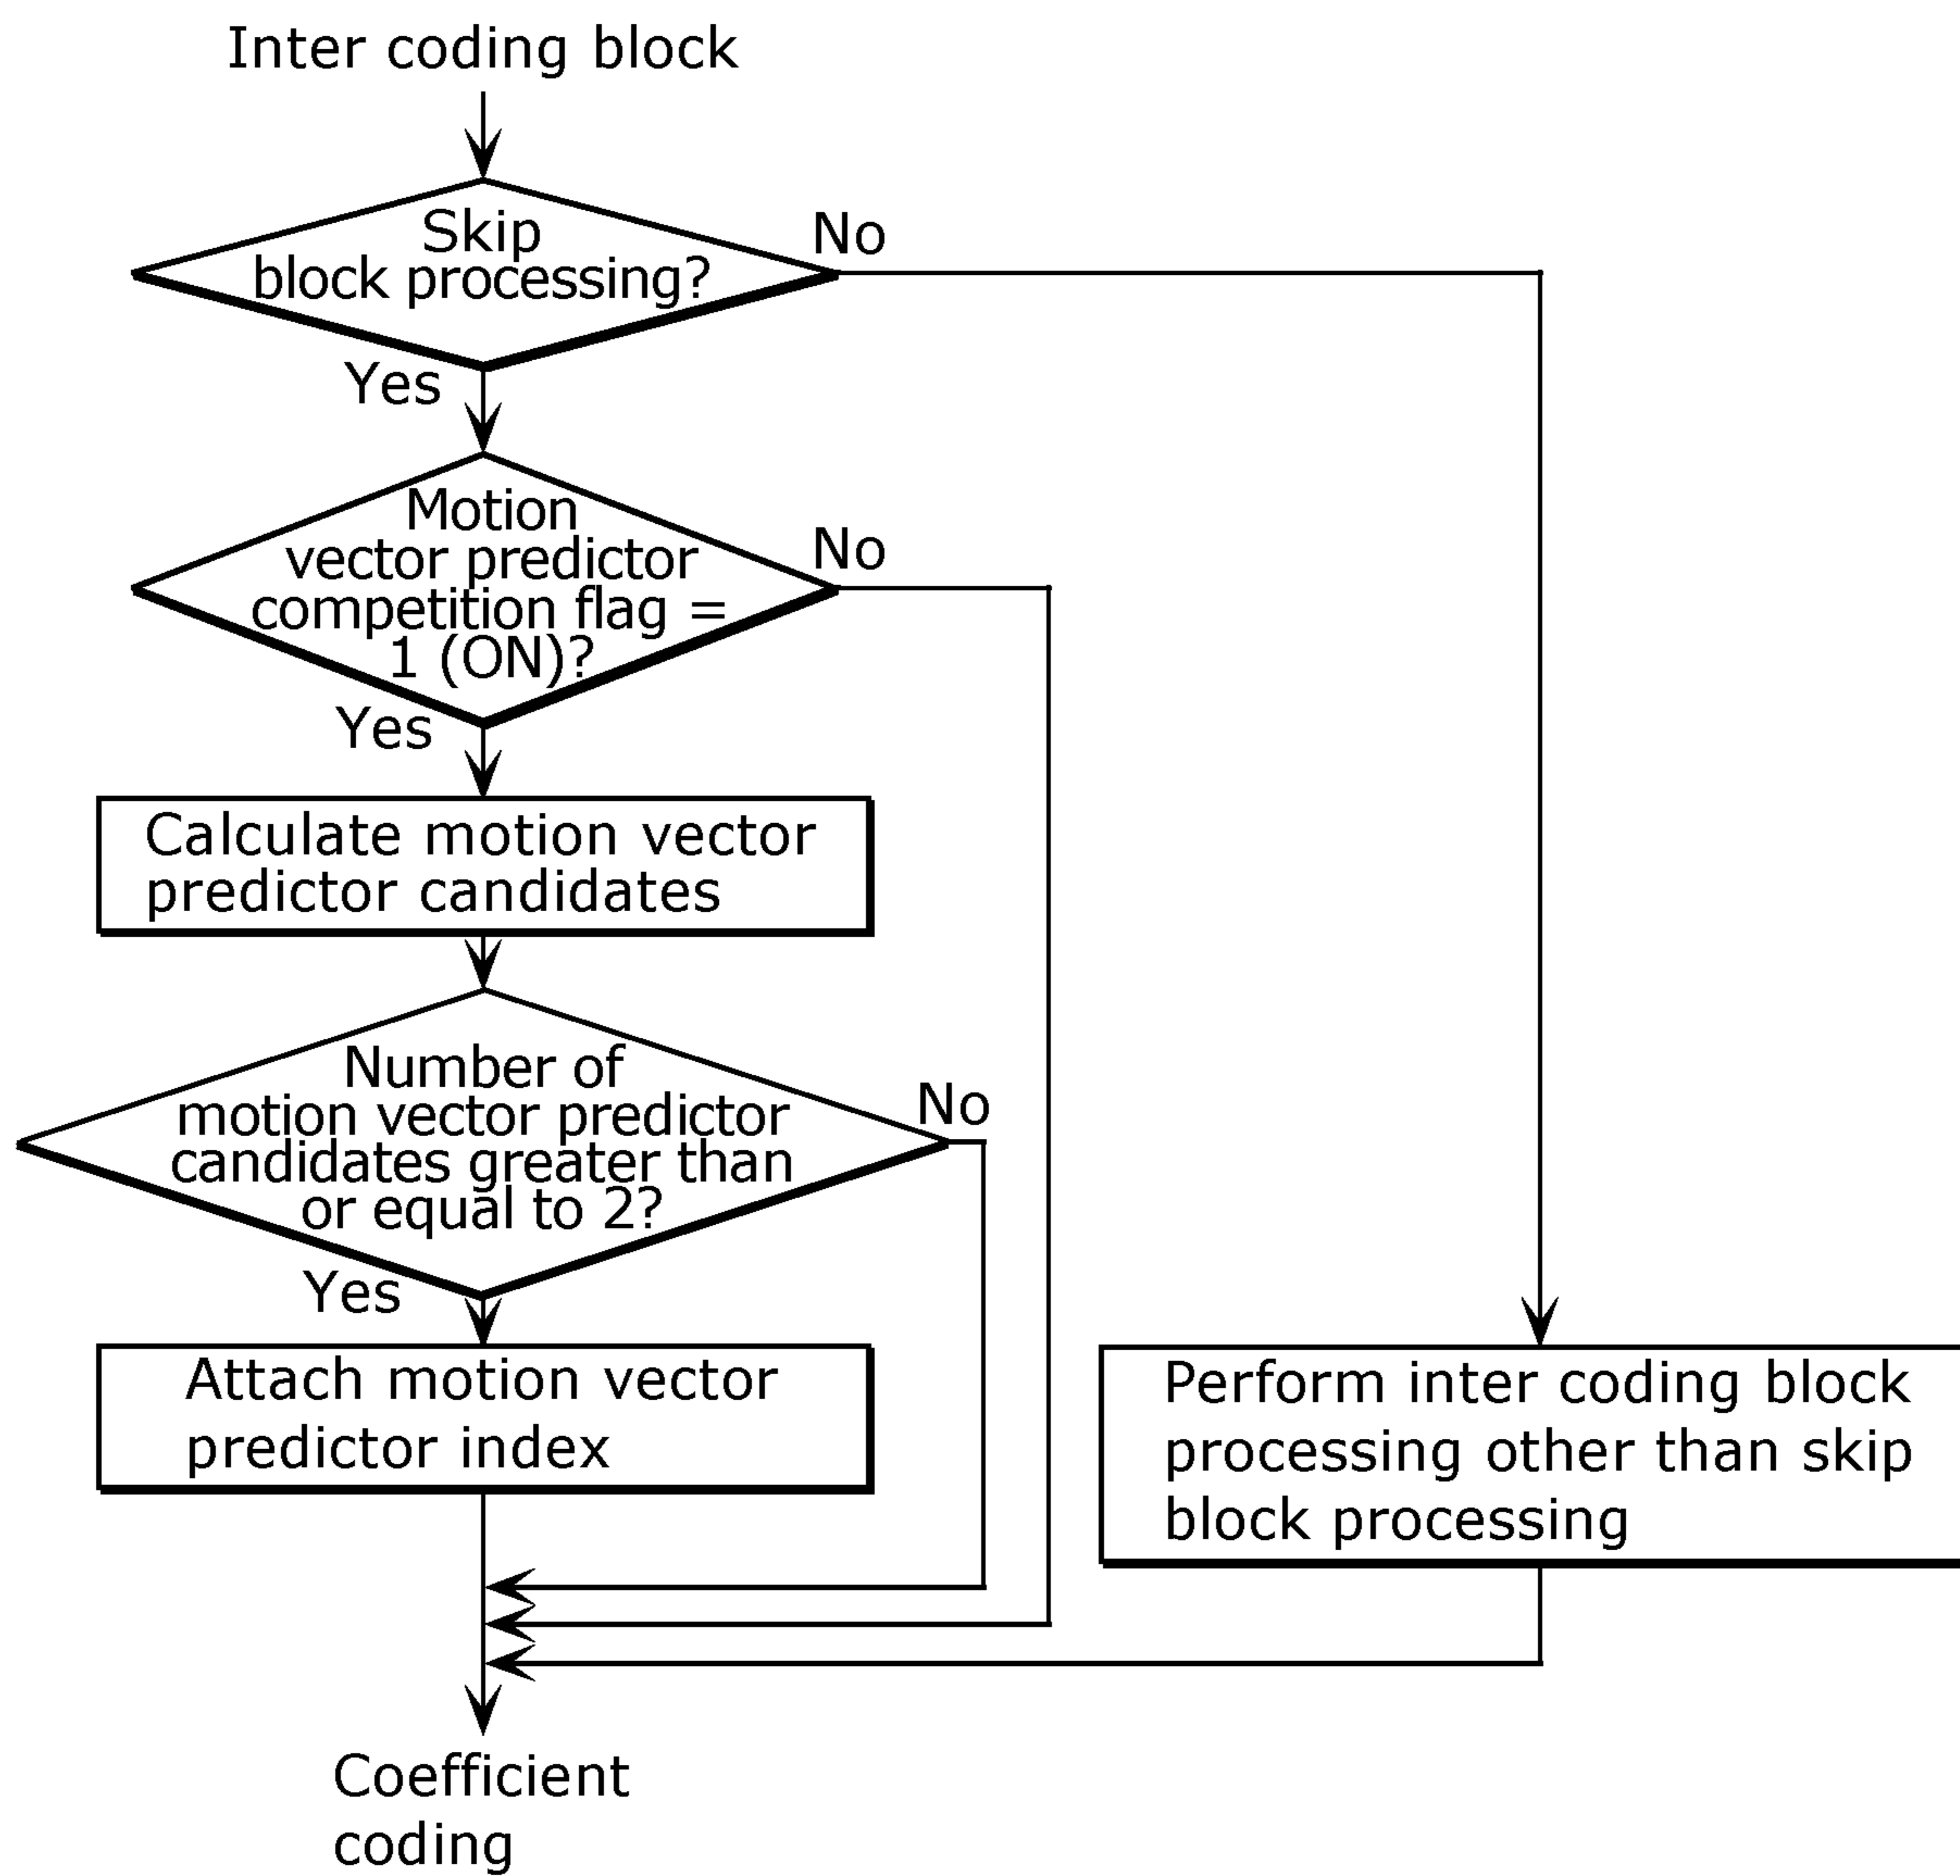 Inter coding block
Skip
block processing?
No
Yes
Motion
vector predictor
competition flag =
1 (ON)?
No
Yes
Calculate motion vector
predictor candidates
Number of
motion vector predictor
candidates greater than
or equal to 2?
No
Yes
Attach motion vector
predictor index
Perform inter coding block
processing other than skip
block processing
Coefficient
coding